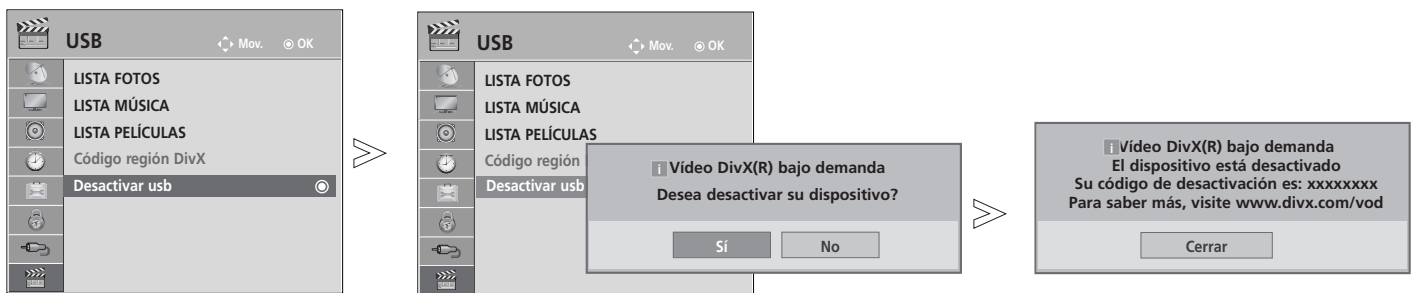 USB
Mov.
OK
LISTA FOTOS
LISTA MÚSICA
LISTA PELÍCULAS
Código región DivX
Desactivar usb
USB
Mov.
OK
LISTA FOTOS
LISTA MÚSICA
LISTA PELÍCULAS
Código región
Desactivar usb
i Vídeo DivX(R) bajo demanda
Desea desactivar su dispositivo?
Sí
No
i Vídeo DivX(R) bajo demanda
El dispositivo está desactivado
Su código de desactivación es: xxxxxxxx
Para saber más, visite www.divx.com/vod
Cerrar